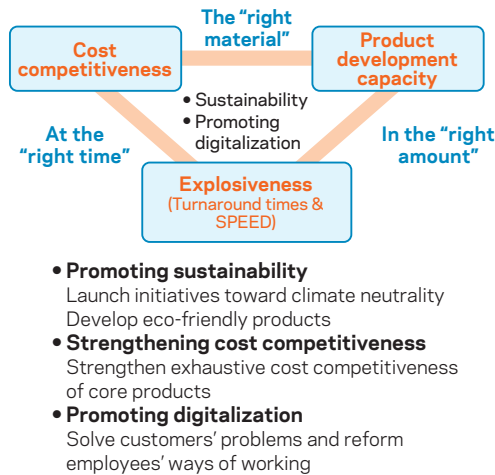 The “right
material”
Cost
competitiveness
Product
development
capacity
• Sustainability
• Promoting
digitalization
At the
“right time”
In the “right
amount”
Explosiveness
(Turnaround times &
SPEED)
• Promoting sustainability
Launch initiatives toward climate neutrality
Develop eco-friendly products
• Strengthening cost competitiveness
Strengthen exhaustive cost competitiveness
of core products
• Promoting digitalization
Solve customers’ problems and reform
employees’ ways of working